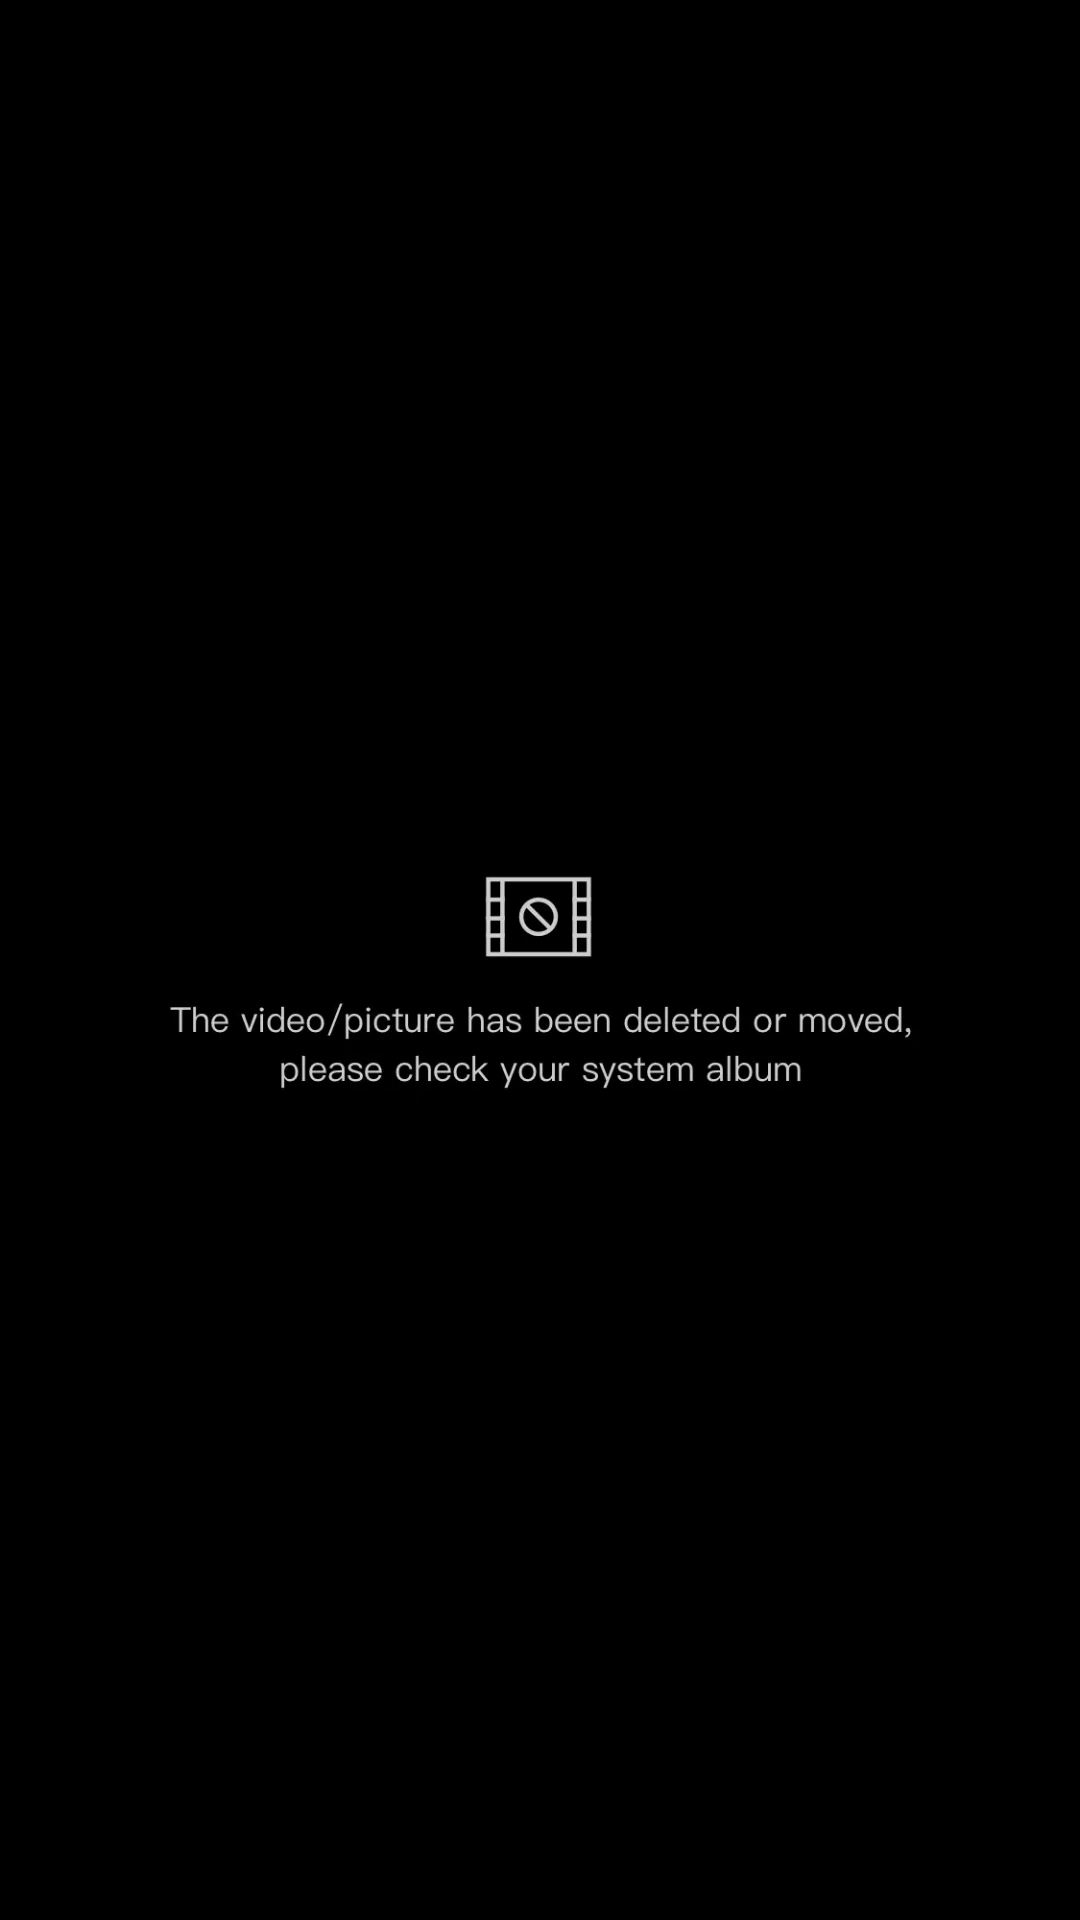 The video/picture has been deleted or moved,
please check your system album